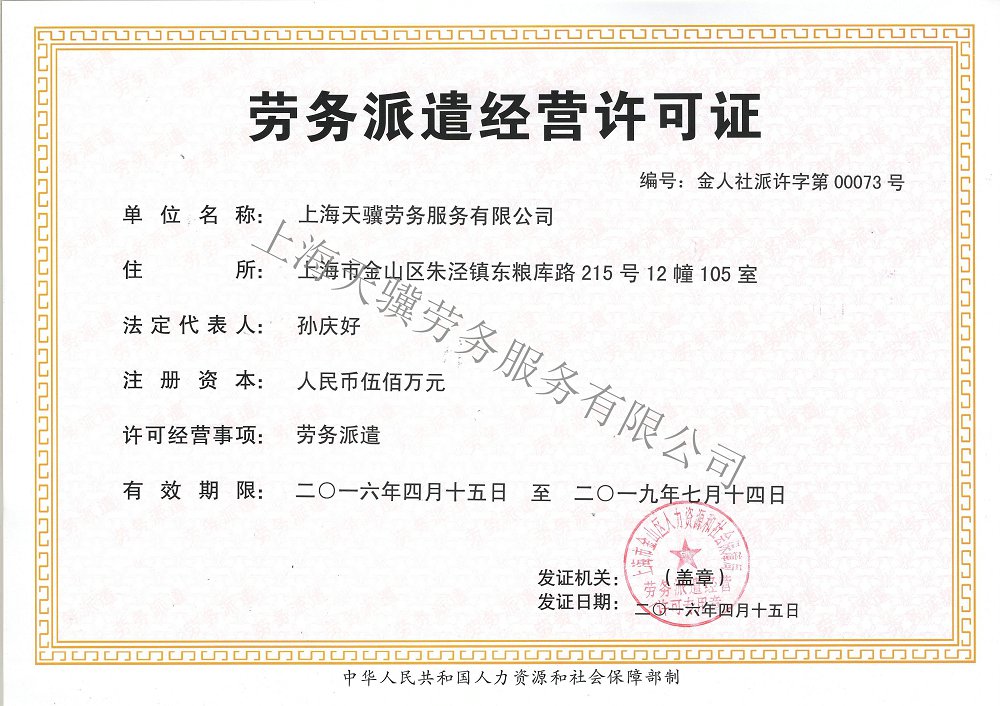 劳务派遣经营许可证
编号：金人社派许字第 00073 号
单位名称： 上海天骥劳务服务有限公司
住所： 上海市金山区朱泾镇东粮库路 215 号 12 幢 105 室
法定代表人： 孙庆好
注册资本： 人民币伍佰万元
许可经营事项： 劳务派遣
有效期限： 二〇一六年四月十五日 至 二〇一九年七月十四日
上海天骥劳务服务有限公司
上海市金山区人力资源和社会保障局
劳务派遣经营
许可专用章
发证机关： （盖章）
发证日期： 二〇一六年四月十五日
中华人民共和国人力资源和社会保障部制